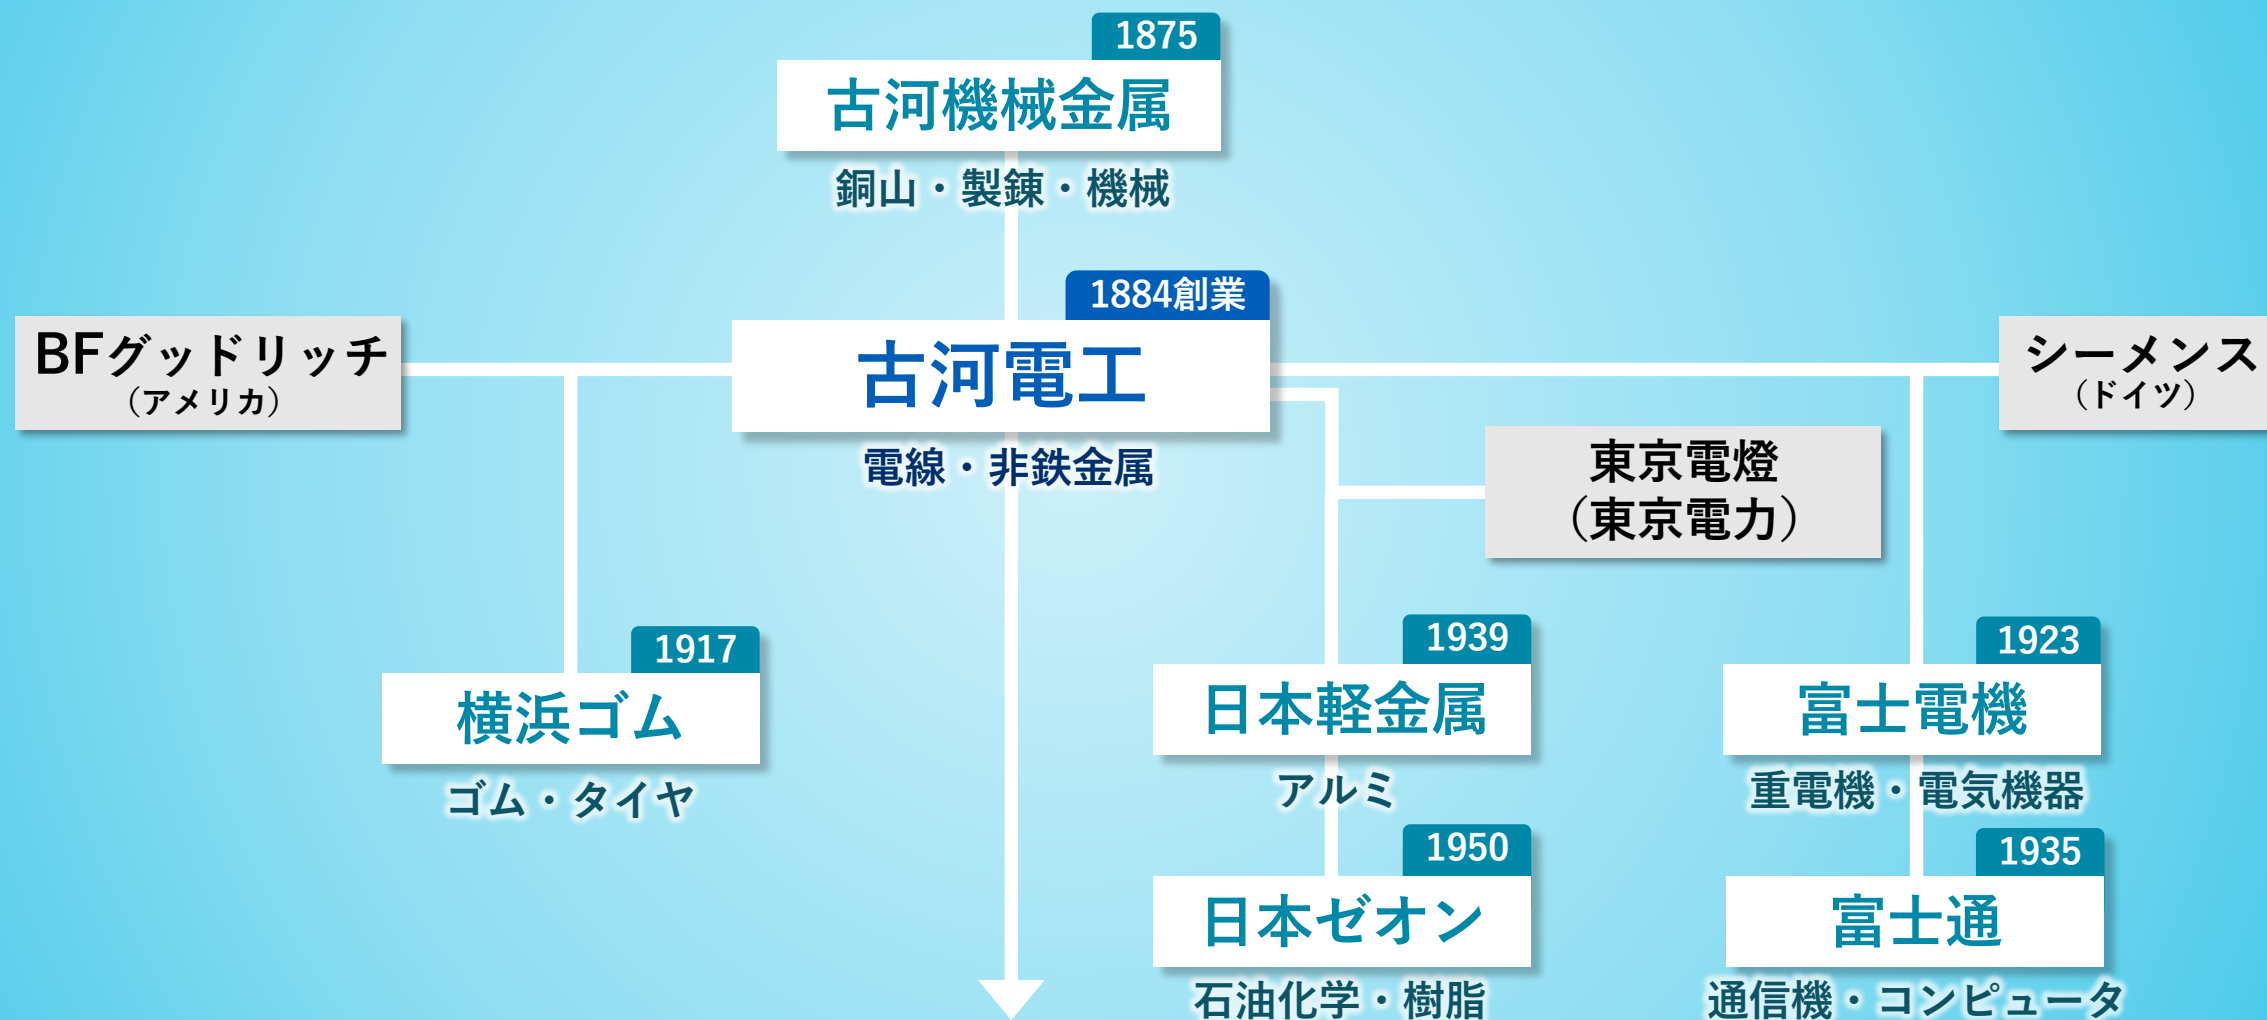 1875
古河機械金属
銅山・製錬・機械
1884創業
古河電工
電線・非鉄金属
BFグッドリッチ
（アメリカ）
シーメンス
（ドイツ）
東京電燈
（東京電力）
1917
横浜ゴム
ゴム・タイヤ
1939
日本軽金属
アルミ
1950
日本ゼオン
石油化学・樹脂
1923
富士電機
重電機・電気機器
1935
富士通
通信機・コンピュータ